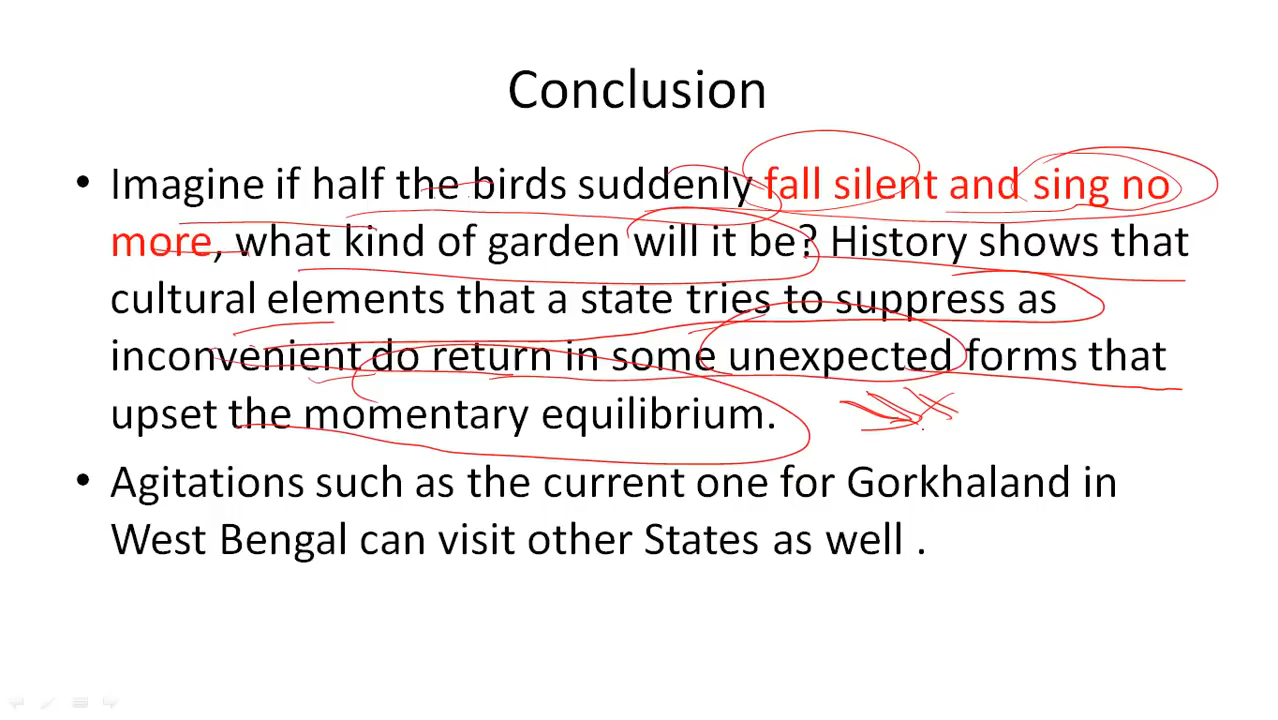 Conclusion
• Imagine if half the birds suddenly fall silent and sing no
more, what kind of garden will it be? History shows that
cultural elements that a state tries to suppress as
inconvenient do return in some unexpected forms that
upset the momentary equilibrium.
• Agitations such as the current one for Gorkhaland in
West Bengal can visit other States as well .